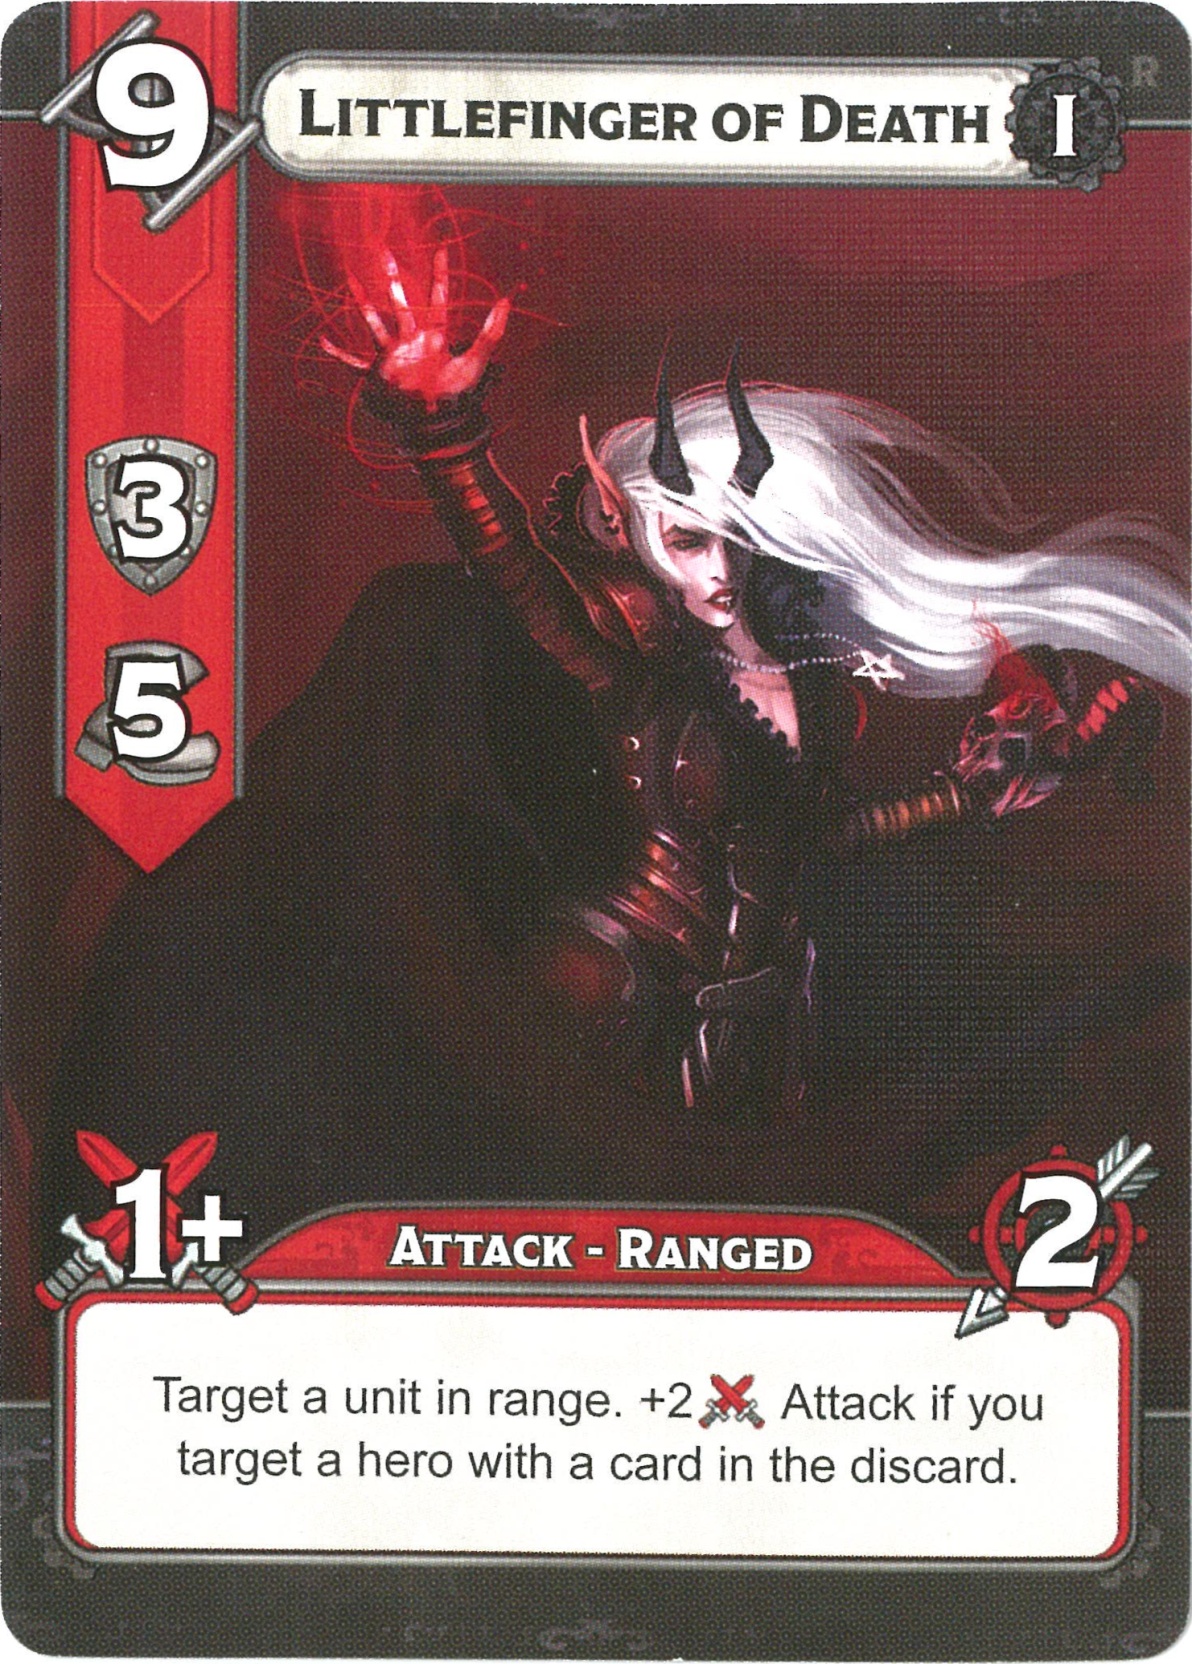 9
LITTLEFINGER OF DEATH
I
R
3
5
1+
ATTACK - RANGED
2
Target a unit in range. +2 Attack if you
target a hero with a card in the discard.